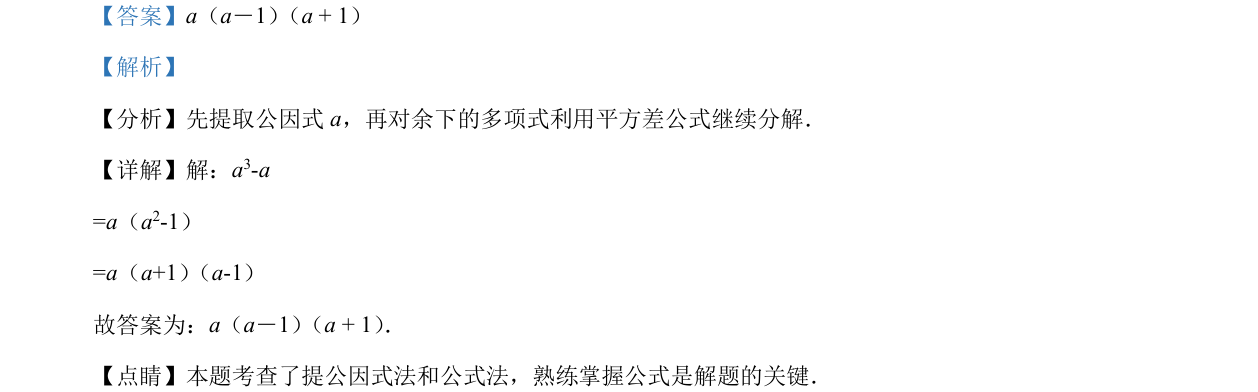 【答案】a（a－1）（a + 1）
【解析】
【分析】先提取公因式 a，再对余下的多项式利用平方差公式继续分解．
【详解】解：a³-a
=a（a²-1）
=a（a+1）（a-1）
故答案为：a（a－1）（a + 1）．
【点睛】本题考查了提公因式法和公式法，熟练掌握公式是解题的关键．